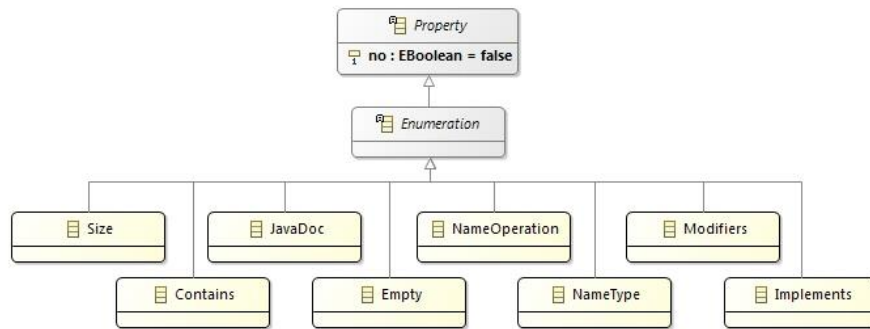 Property
no : EBoolean = false
Enumeration
Size
JavaDoc
NameOperation
Modifiers
Contains
Empty
NameType
Implements